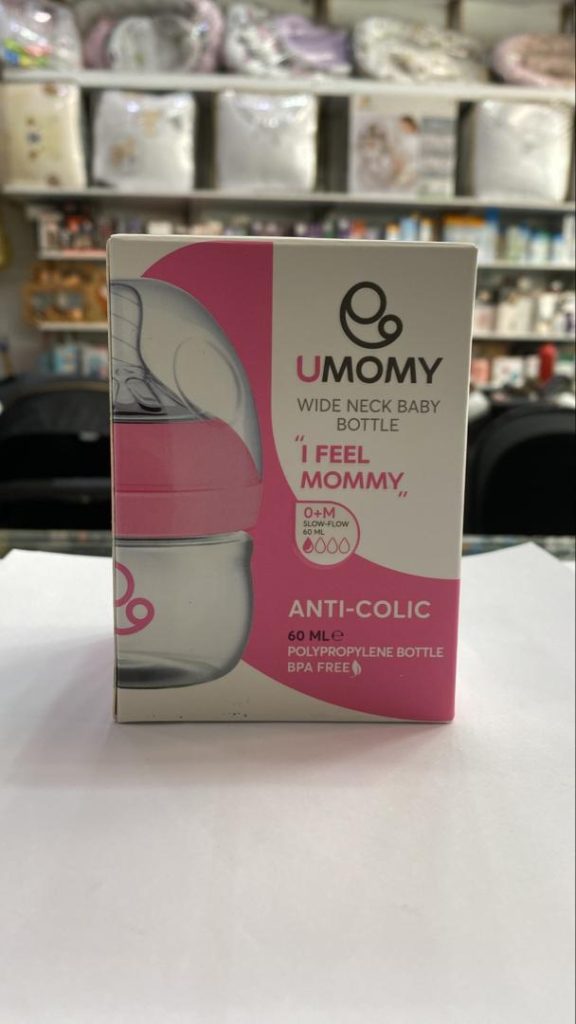 UMOMY
WIDE NECK BABY
BOTTLE
"I FEEL
MOMMY"
0+M
SLOW-FLOW
60 ML
ANTI-COLIC
60 ML℮
POLYPROPYLENE BOTTLE
BPA FREE